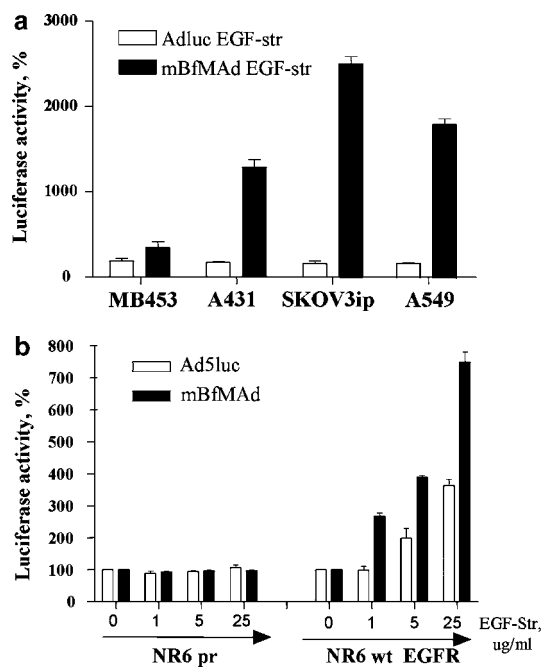 a
Adluc EGF-str
mBfMAd EGF-str
Luciferase activity, %
3000
2000
1000
0
MB453 A431 SKOV3ip A549
b
Ad5luc
mBfMAd
Luciferase activity, %
800
700
600
500
400
300
200
100
0
0 1 5 25 0 1 5 25 EGF-Str,
ug/ml
NR6 pr NR6 wt EGFR